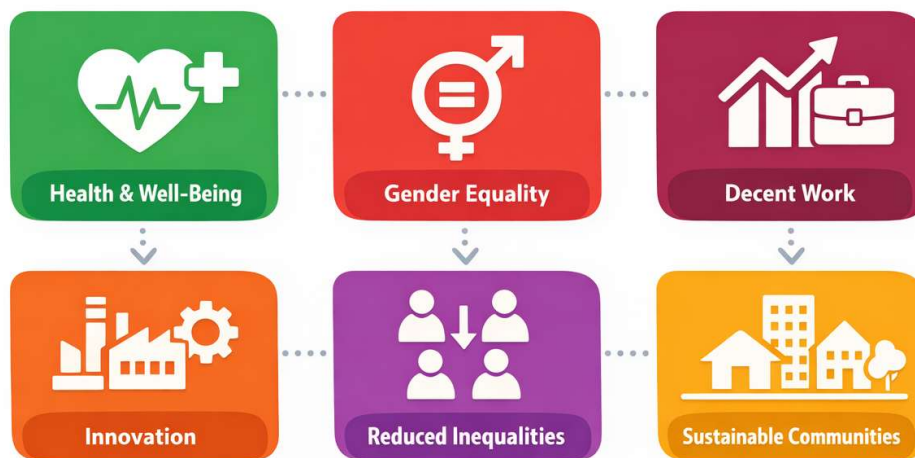 Health & Well-Being
Gender Equality
Decent Work
Innovation
Reduced Inequalities
Sustainable Communities